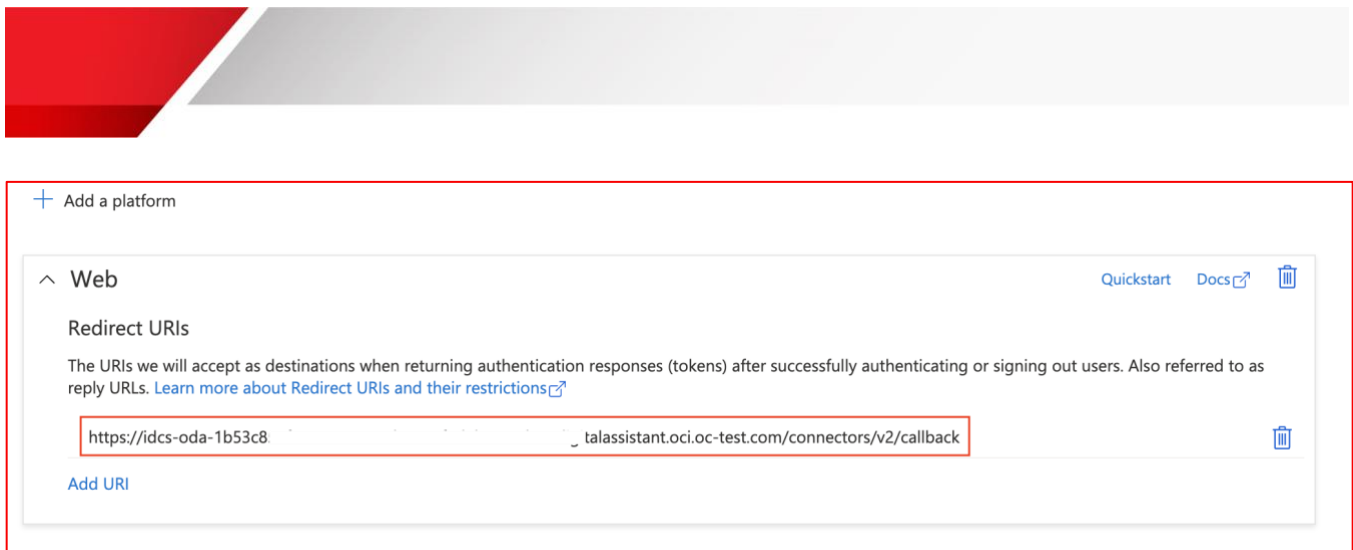 Add a platform
Web
Quickstart Docs
Redirect URIs
The URIs we will accept as destinations when returning authentication responses (tokens) after successfully authenticating or signing out users. Also referred to as
reply URLs. Learn more about Redirect URIs and their restrictions
https://idcs-oda-1b53c8 talassistant.oci.oc-test.com/connectors/v2/callback
Add URI